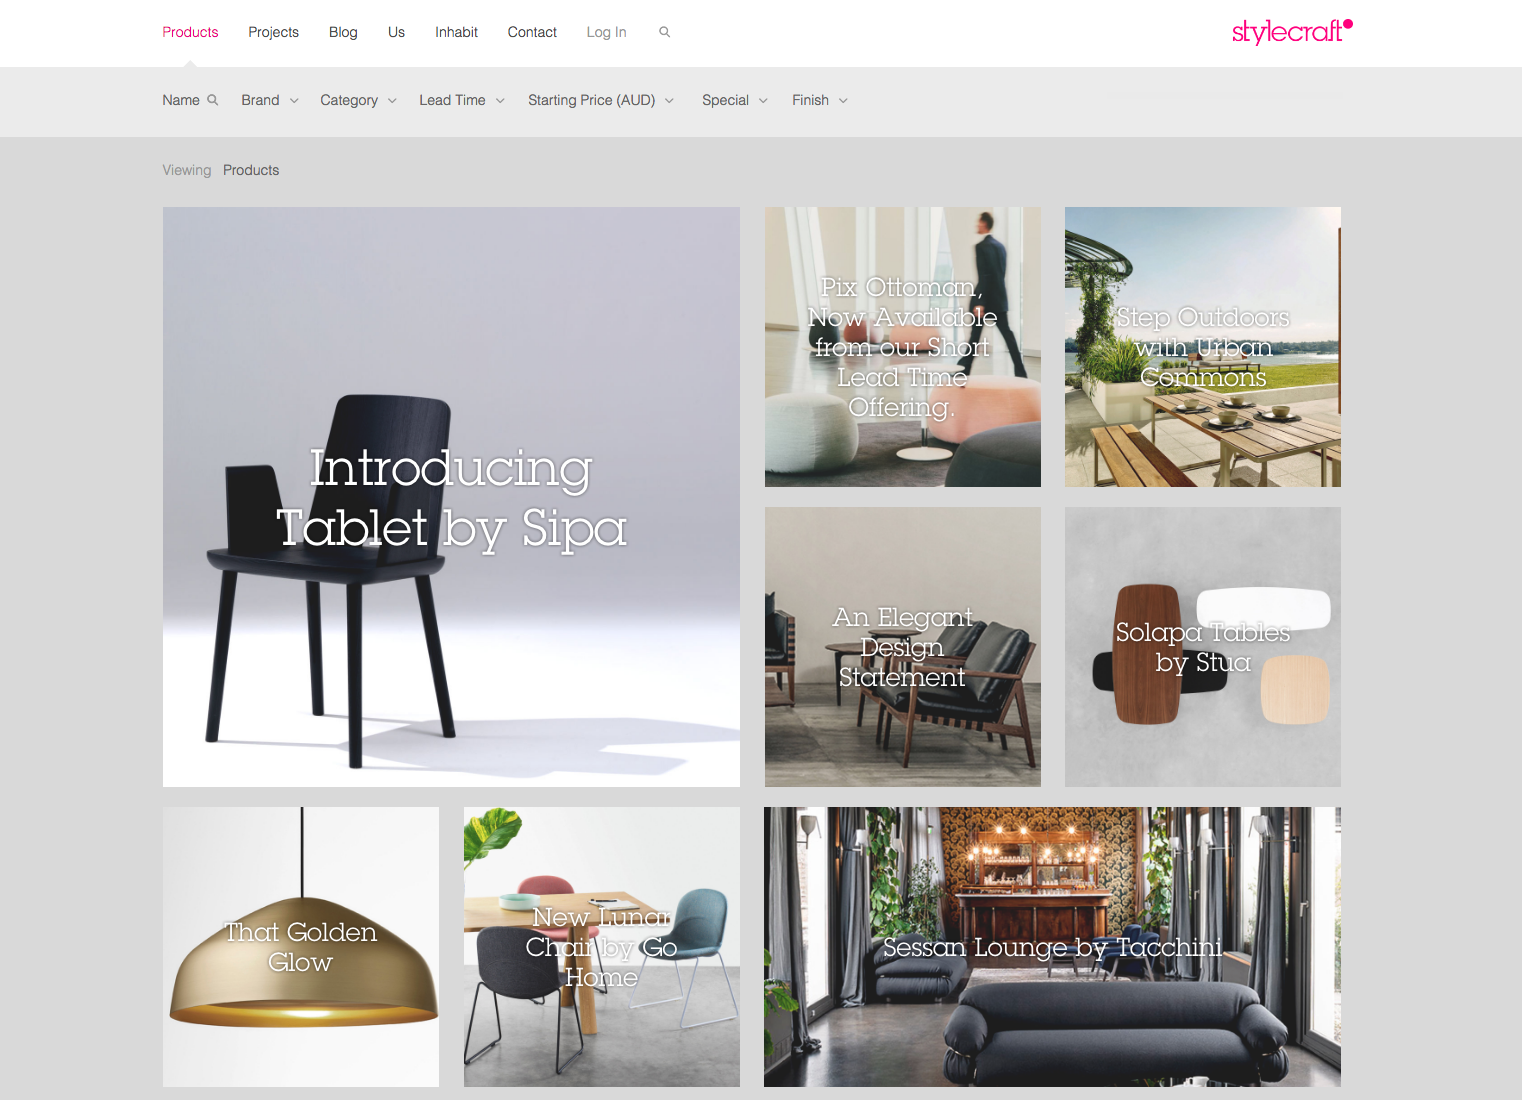 Products Projects Blog Us Inhabit Contact Log In
stylecraft
Name Brand Category Lead Time Starting Price (AUD) Special Finish
Viewing Products
Introducing
Tablet by Sipa
Pix Ottoman,
Now Available
from our Short
Lead Time
Offering.
Step Outdoors
with Urban
Commons
An Elegant
Design
Statement
Solapa Tables
by Stua
That Golden
Glow
New Lunar
Chair by Go
Home
Sessan Lounge by Tacchini